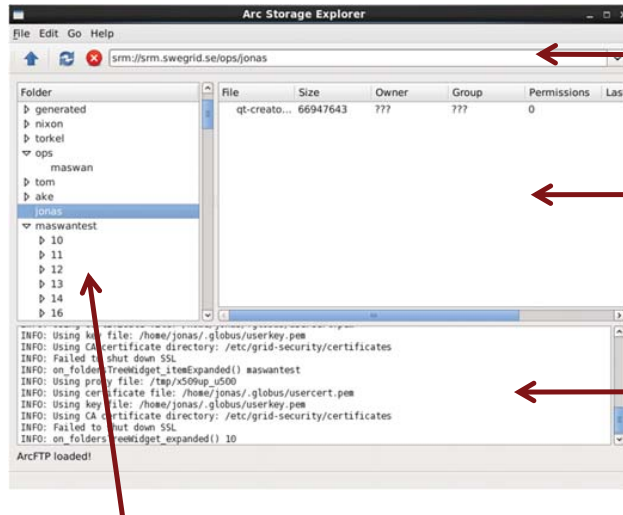 Arc Storage Explorer
File Edit Go Help
srm://srm.swegrid.se/ops/jonas
Folder
File Size Owner Group Permissions Las
generated
qt-creato... 66947643 ??? ??? 0
nixon
torkel
ops
maswan
tom
ake
jonas
maswantest
10
11
12
13
14
16
INFO: Using key file: /home/jonas/.globus/userkey.pem
INFO: Using CA certificate directory: /etc/grid-security/certificates
INFO: Failed to shut down SSL
INFO: on_foldersTreeWidget_itemExpanded() maswantest
INFO: Using proxy file: /tmp/x509up_u500
INFO: Using certificate file: /home/jonas/.globus/usercert.pem
INFO: Using key file: /home/jonas/.globus/userkey.pem
INFO: Using CA certificate directory: /etc/grid-security/certificates
INFO: Failed to shut down SSL
INFO: on_foldersTreeWidget_expanded() 10
ArcFTP loaded!